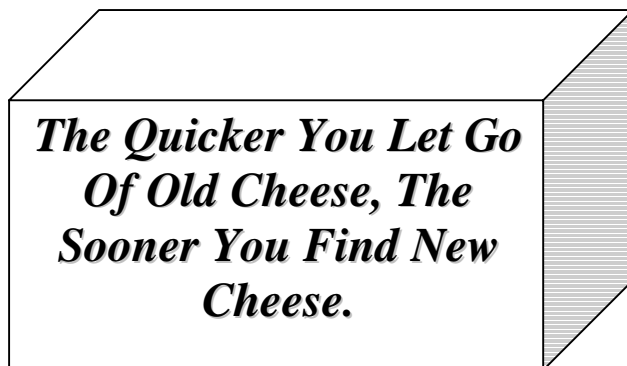 The Quicker You Let Go
Of Old Cheese, The
Sooner You Find New
Cheese.